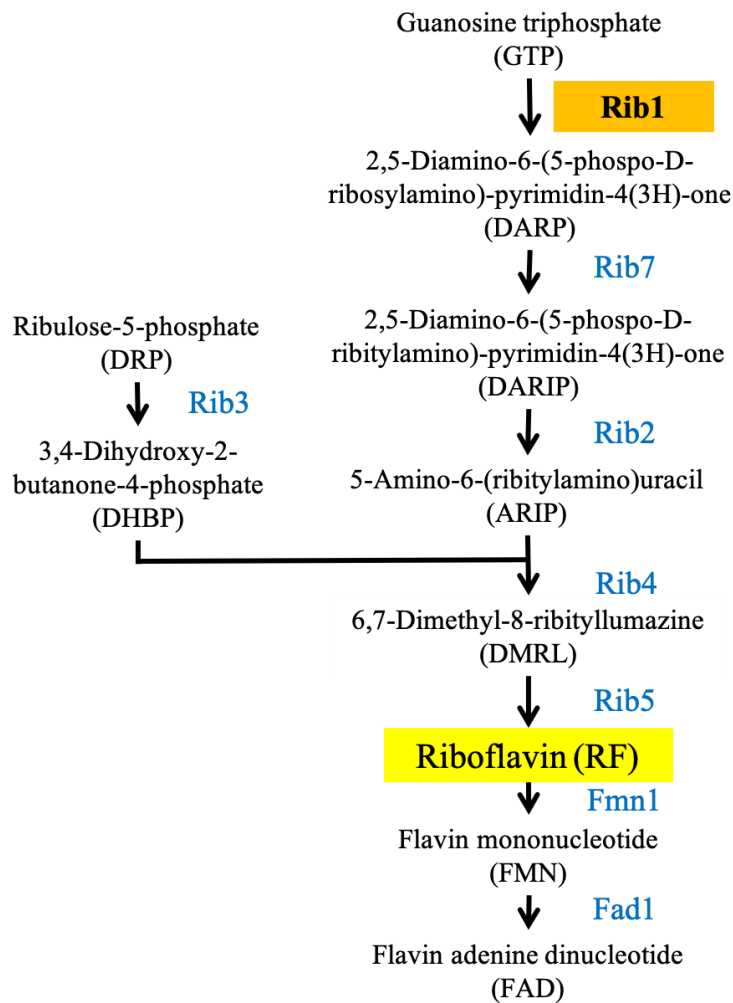 Guanosine triphosphate
(GTP)
Rib1
2,5-Diamino-6-(5-phospo-D-
ribosylamino)-pyrimidin-4(3H)-one
(DARP)
Rib7
2,5-Diamino-6-(5-phospo-D-
ribitylamino)-pyrimidin-4(3H)-one
(DARIP)
Ribulose-5-phosphate
(DRP)
Rib3
Rib2
3,4-Dihydroxy-2-
butanone-4-phosphate
(DHBP)
5-Amino-6-(ribitylamino)uracil
(ARIP)
Rib4
6,7-Dimethyl-8-ribityllumazine
(DMRL)
Rib5
Riboflavin (RF)
Fmn1
Flavin mononucleotide
(FMN)
Fad1
Flavin adenine dinucleotide
(FAD)